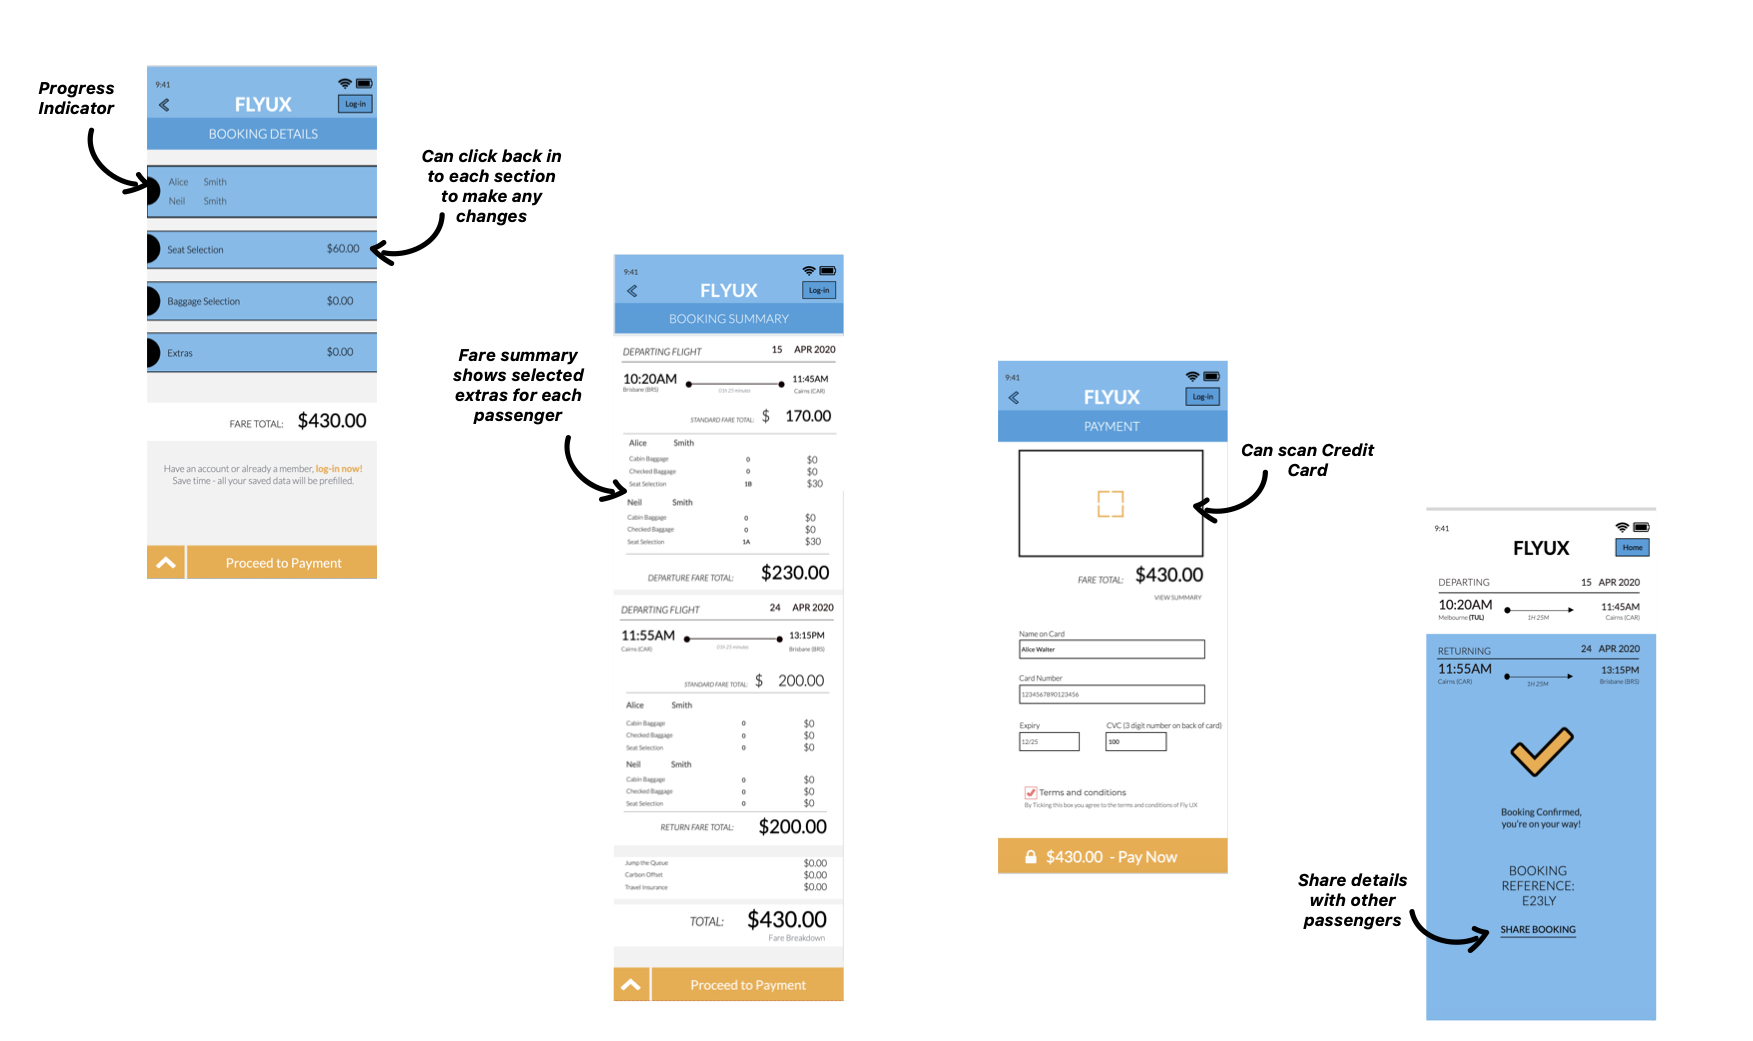 Progress
Indicator
9:41
FLYUX
Log-in
BOOKING DETAILS
Alice Smith
Neil Smith
Seat Selection $60.00
Baggage Selection $0.00
Extras $0.00
FARE TOTAL: $430.00
Have an account or already a member, log-in now!
Save time - all your saved data will be prefilled.
Proceed to Payment
Can click back in
to each section
to make any
changes
Fare summary
shows selected
extras for each
passenger
9:41
FLYUX
Log-in
BOOKING SUMMARY
DEPARTING FLIGHT 15 APR 2020
10:20AM 11:45AM
Brisbane (BRS) 01h 25 minutes Cairns (CAR)
STANDARD FARE TOTAL: $ 170.00
Alice Smith
Cabin Baggage 0 $0
Checked Baggage 0 $0
Seat Selection 1B $30
Neil Smith
Cabin Baggage 0 $0
Checked Baggage 0 $0
Seat Selection 1A $30
DEPARTURE FARE TOTAL: $230.00
DEPARTING FLIGHT 24 APR 2020
11:55AM 13:15PM
Cairns (CAR) 01h 25 minutes Brisbane (BRS)
STANDARD FARE TOTAL: $ 200.00
Alice Smith
Cabin Baggage 0 $0
Checked Baggage 0 $0
Seat Selection 0 $0
Neil Smith
Cabin Baggage 0 $0
Checked Baggage 0 $0
Seat Selection 0 $0
RETURN FARE TOTAL: $200.00
Jump the Queue $0.00
Carbon Offset $0.00
Travel Insurance $0.00
TOTAL: $430.00
Fare Breakdown
Proceed to Payment
9:41
FLYUX
Log-in
PAYMENT
FARE TOTAL: $430.00
VIEW SUMMARY
Name on Card
Alice Walter
Card Number
1234567890123456
Expiry CVC (3 digit number on back of card)
12/25 100
Terms and conditions
By Ticking this box you agree to the terms and conditions of Fly UX
$430.00 - Pay Now
Can scan Credit
Card
9:41
FLYUX
Home
DEPARTING 15 APR 2020
10:20AM 11:45AM
Melbourne (TUL) 1H 25M Cairns (CAR)
RETURNING 24 APR 2020
11:55AM 13:15PM
Cairns (CAR) 1H 25M Brisbane (BRS)
Booking Confirmed,
you're on your way!
BOOKING
REFERENCE:
E23LY
SHARE BOOKING
Share details
with other
passengers